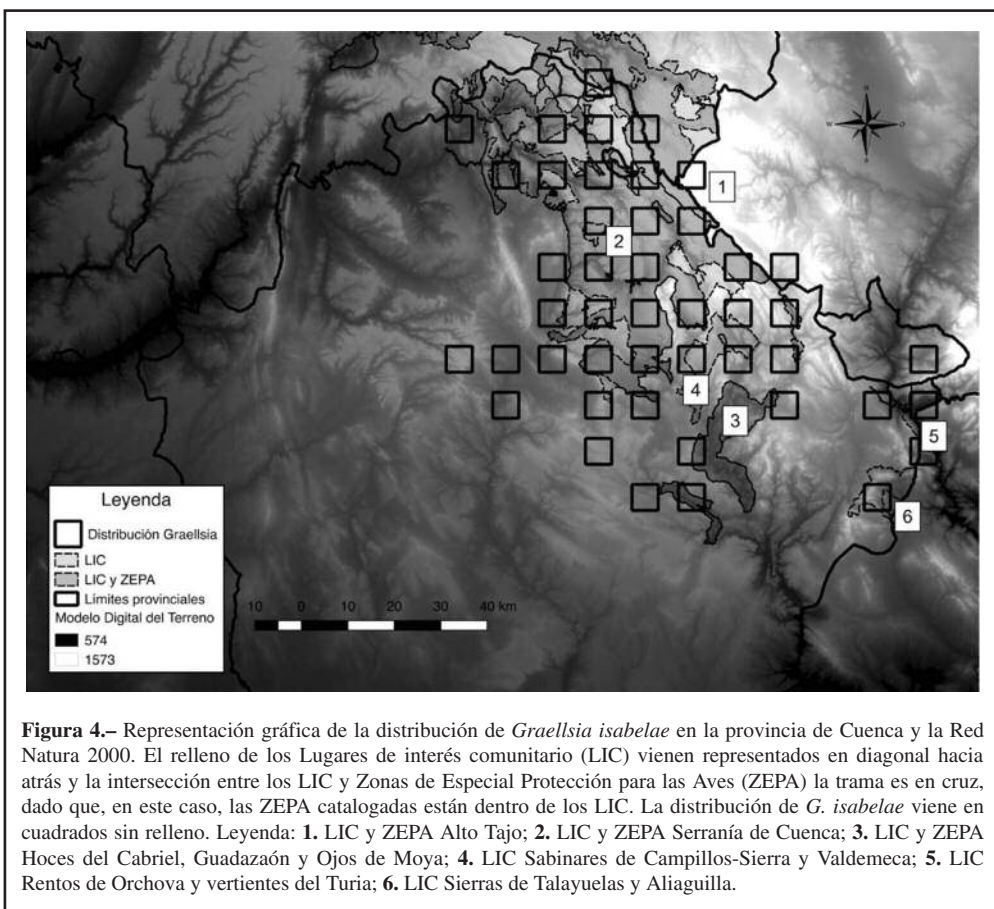 N
1
2
4
3
5
6
Leyenda
Distribución Graellsia
LIC
LIC y ZEPA
Límites provinciales
Modelo Digital del Terreno
574
1573
10 0 10 20 30 40 km
Figura 4.– Representación gráfica de la distribución de Graellsia isabelae en la provincia de Cuenca y la Red
Natura 2000. El relleno de los Lugares de interés comunitario (LIC) vienen representados en diagonal hacia
atrás y la intersección entre los LIC y Zonas de Especial Protección para las Aves (ZEPA) la trama es en cruz,
dado que, en este caso, las ZEPA catalogadas están dentro de los LIC. La distribución de G. isabelae viene en
cuadrados sin relleno. Leyenda: 1. LIC y ZEPA Alto Tajo; 2. LIC y ZEPA Serranía de Cuenca; 3. LIC y ZEPA
Hoces del Cabriel, Guadazaón y Ojos de Moya; 4. LIC Sabinares de Campillos-Sierra y Valdemeca; 5. LIC
Rentos de Orchova y vertientes del Turia; 6. LIC Sierras de Talayuelas y Aliaguilla.